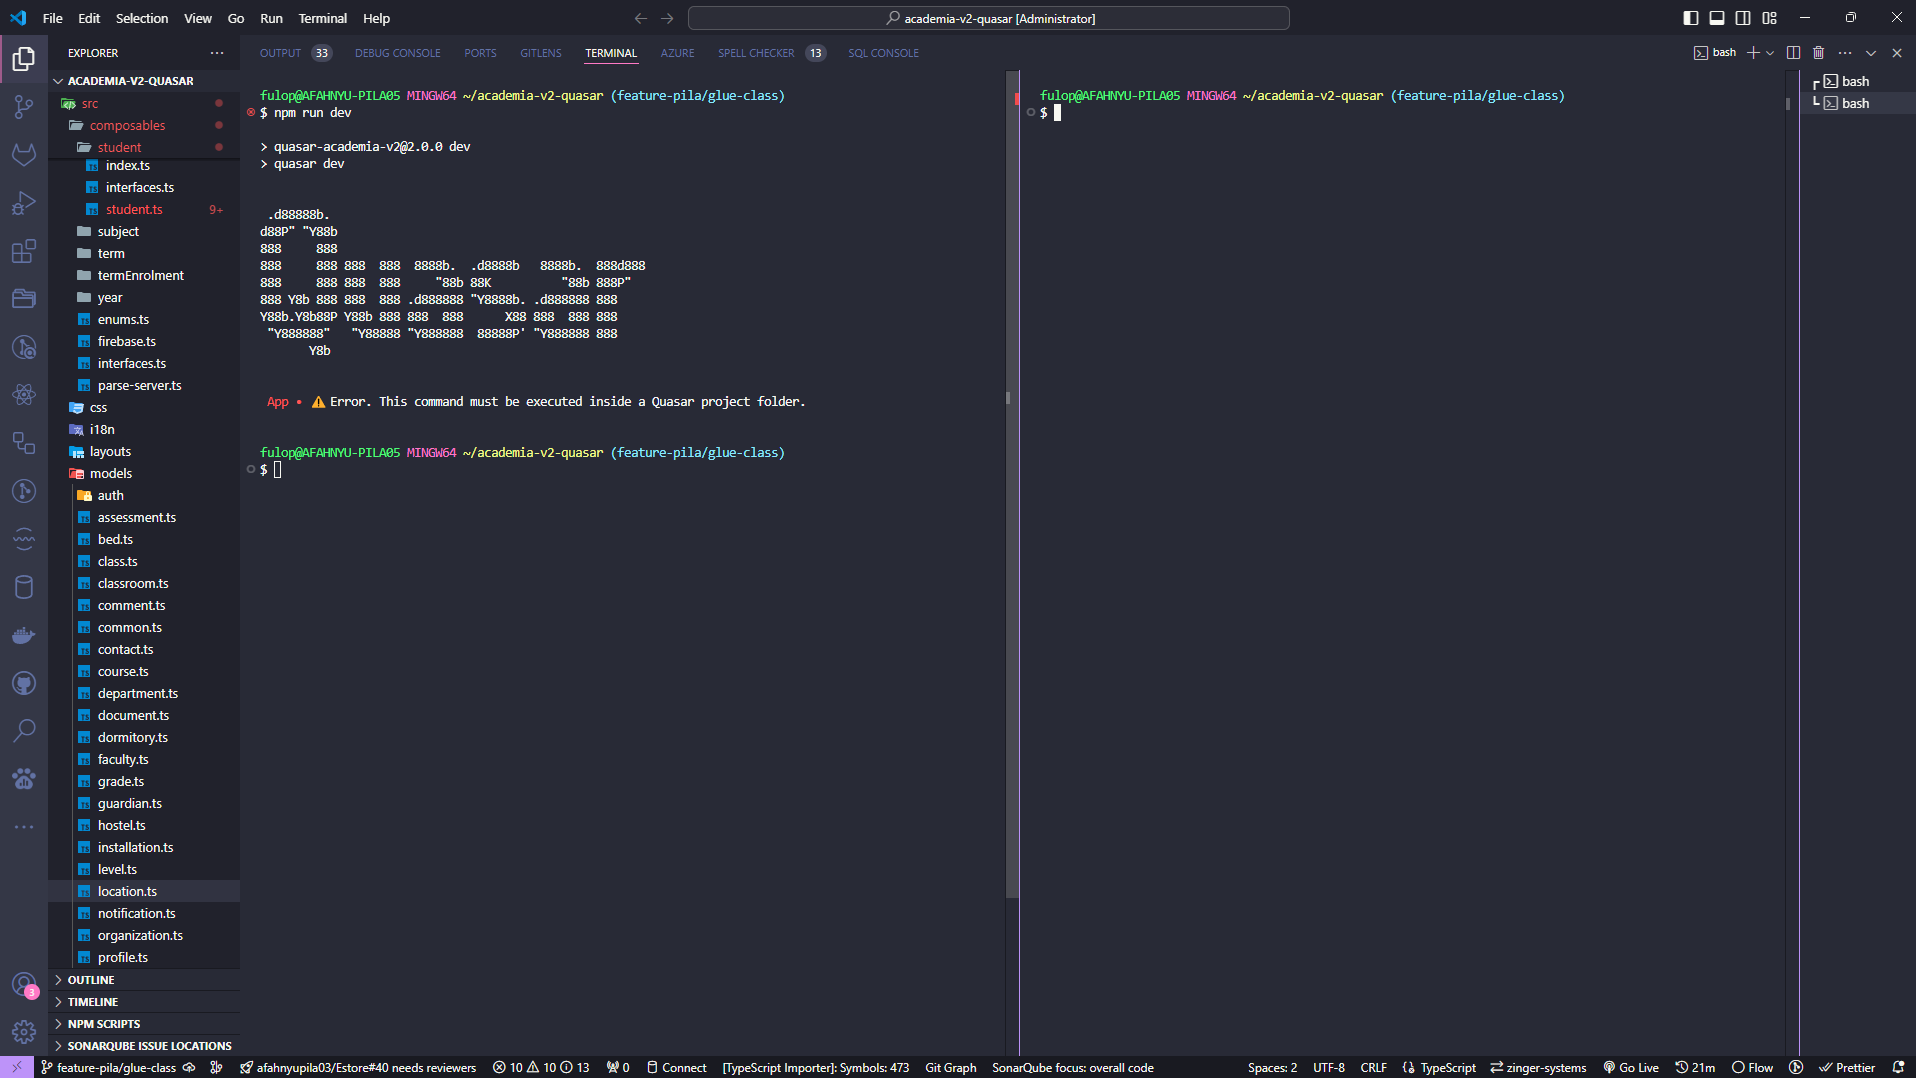 File Edit Selection View Go Run Terminal Help
academia-v2-quasar [Administrator]
EXPLORER
OUTPUT 33 DEBUG CONSOLE PORTS GITLENS TERMINAL AZURE SPELL CHECKER 13 SQL CONSOLE
bash
ACADEMIA-V2-QUASAR
src
composables
student
index.ts
interfaces.ts
student.ts 9+
subject
term
termEnrolment
year
enums.ts
firebase.ts
interfaces.ts
parse-server.ts
css
i18n
layouts
models
auth
assessment.ts
bed.ts
class.ts
classroom.ts
comment.ts
common.ts
contact.ts
course.ts
department.ts
document.ts
dormitory.ts
faculty.ts
grade.ts
guardian.ts
hostel.ts
installation.ts
level.ts
location.ts
notification.ts
organization.ts
profile.ts
OUTLINE
TIMELINE
NPM SCRIPTS
SONARQUBE ISSUE LOCATIONS
fulop@AFAHNYU-PILA05 MINGW64 ~/academia-v2-quasar (feature-pila/glue-class)
$ npm run dev
> quasar-academia-v2@2.0.0 dev
> quasar dev
 .d88888b.
d88P" "Y88b
888     888
888     888 888  888  8888b.  .d8888b   8888b.  888d888
888     888 888  888     "88b 88K          "88b 888P"
888 Y8b 888 888  888 .d888888 "Y8888b. .d888888 888
Y88b.Y8b88P Y88b 888 888  888      X88 888  888 888
 "Y888888"   "Y88888 "Y888888  88888P' "Y888888 888
       Y8b
App • ⚠ Error. This command must be executed inside a Quasar project folder.
fulop@AFAHNYU-PILA05 MINGW64 ~/academia-v2-quasar (feature-pila/glue-class)
$
fulop@AFAHNYU-PILA05 MINGW64 ~/academia-v2-quasar (feature-pila/glue-class)
$
bash
bash
3
feature-pila/glue-class afahnyupila03/Estore#40 needs reviewers 10 10 13 0 Connect [TypeScript Importer]: Symbols: 473 Git Graph SonarQube focus: overall code Spaces: 2 UTF-8 CRLF {} TypeScript zinger-systems Go Live 21m Flow Prettier